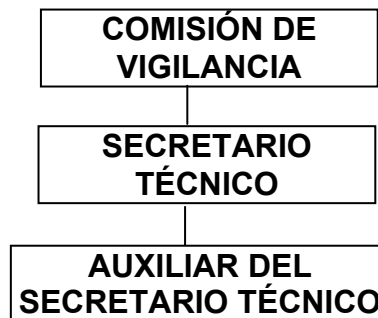 COMISIÓN DE
VIGILANCIA
SECRETARIO
TÉCNICO
AUXILIAR DEL
SECRETARIO TÉCNICO